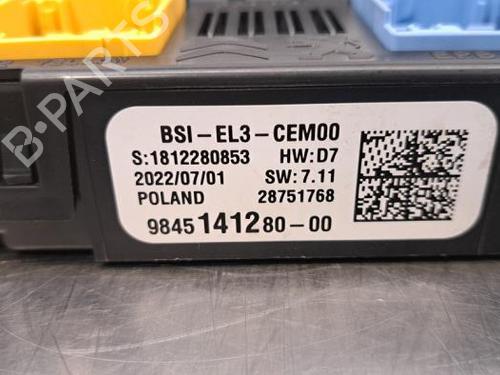 BSI-EL3-CEM00
S:1812280853 HW:D7
2022/07/01 SW:7.11
POLAND 28751768
9845141280-00
B-PARTS